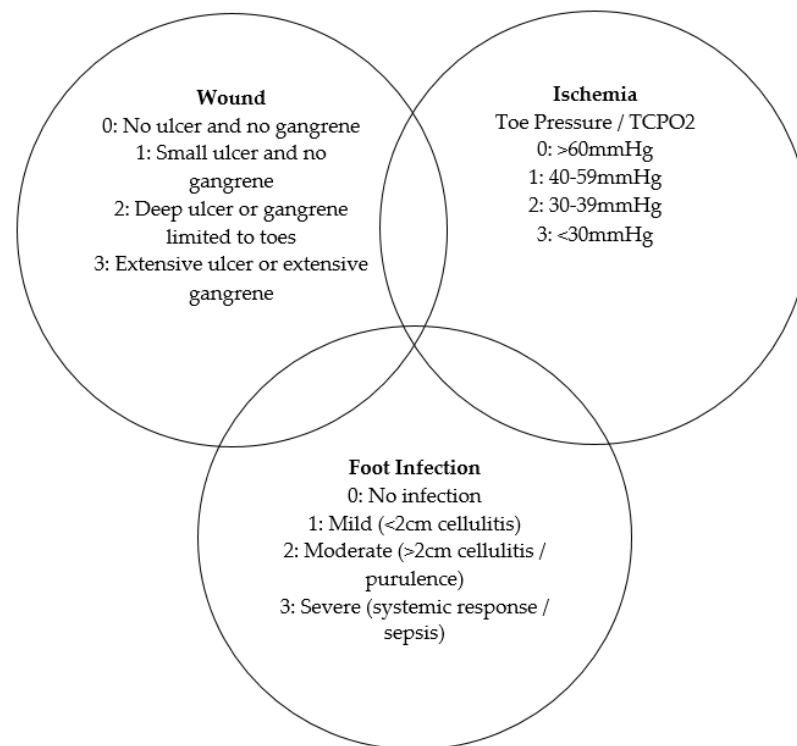 Wound
0: No ulcer and no gangrene
1: Small ulcer and no
gangrene
2: Deep ulcer or gangrene
limited to toes
3: Extensive ulcer or extensive
gangrene
Ischemia
Toe Pressure / TCPO2
0: >60mmHg
1: 40-59mmHg
2: 30-39mmHg
3: <30mmHg
Foot Infection
0: No infection
1: Mild (<2cm cellulitis)
2: Moderate (>2cm cellulitis /
purulence)
3: Severe (systemic response /
sepsis)